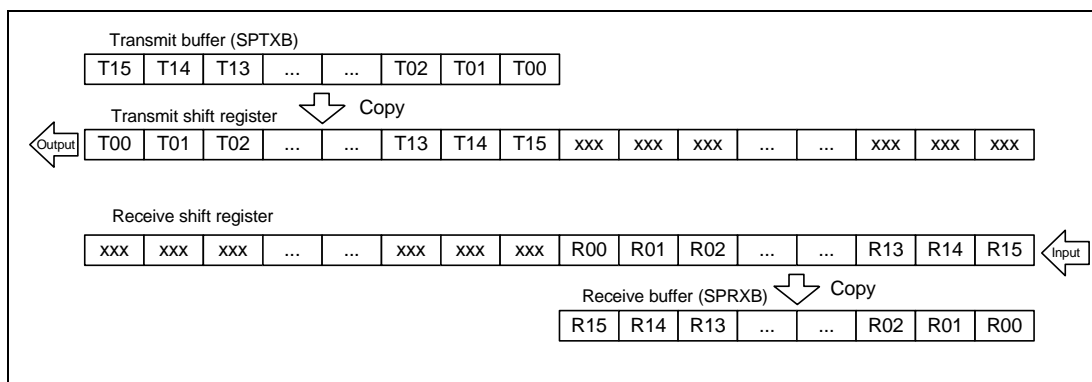 Transmit buffer (SPTXB)
T15 T14 T13 ... ... T02 T01 T00
Copy
Transmit shift register
Output T00 T01 T02 ... ... T13 T14 T15 xxx xxx xxx ... ... xxx xxx xxx
Receive shift register
xxx xxx xxx ... ... xxx xxx xxx R00 R01 R02 ... ... R13 R14 R15 Input
Copy
Receive buffer (SPRXB)
R15 R14 R13 ... ... R02 R01 R00